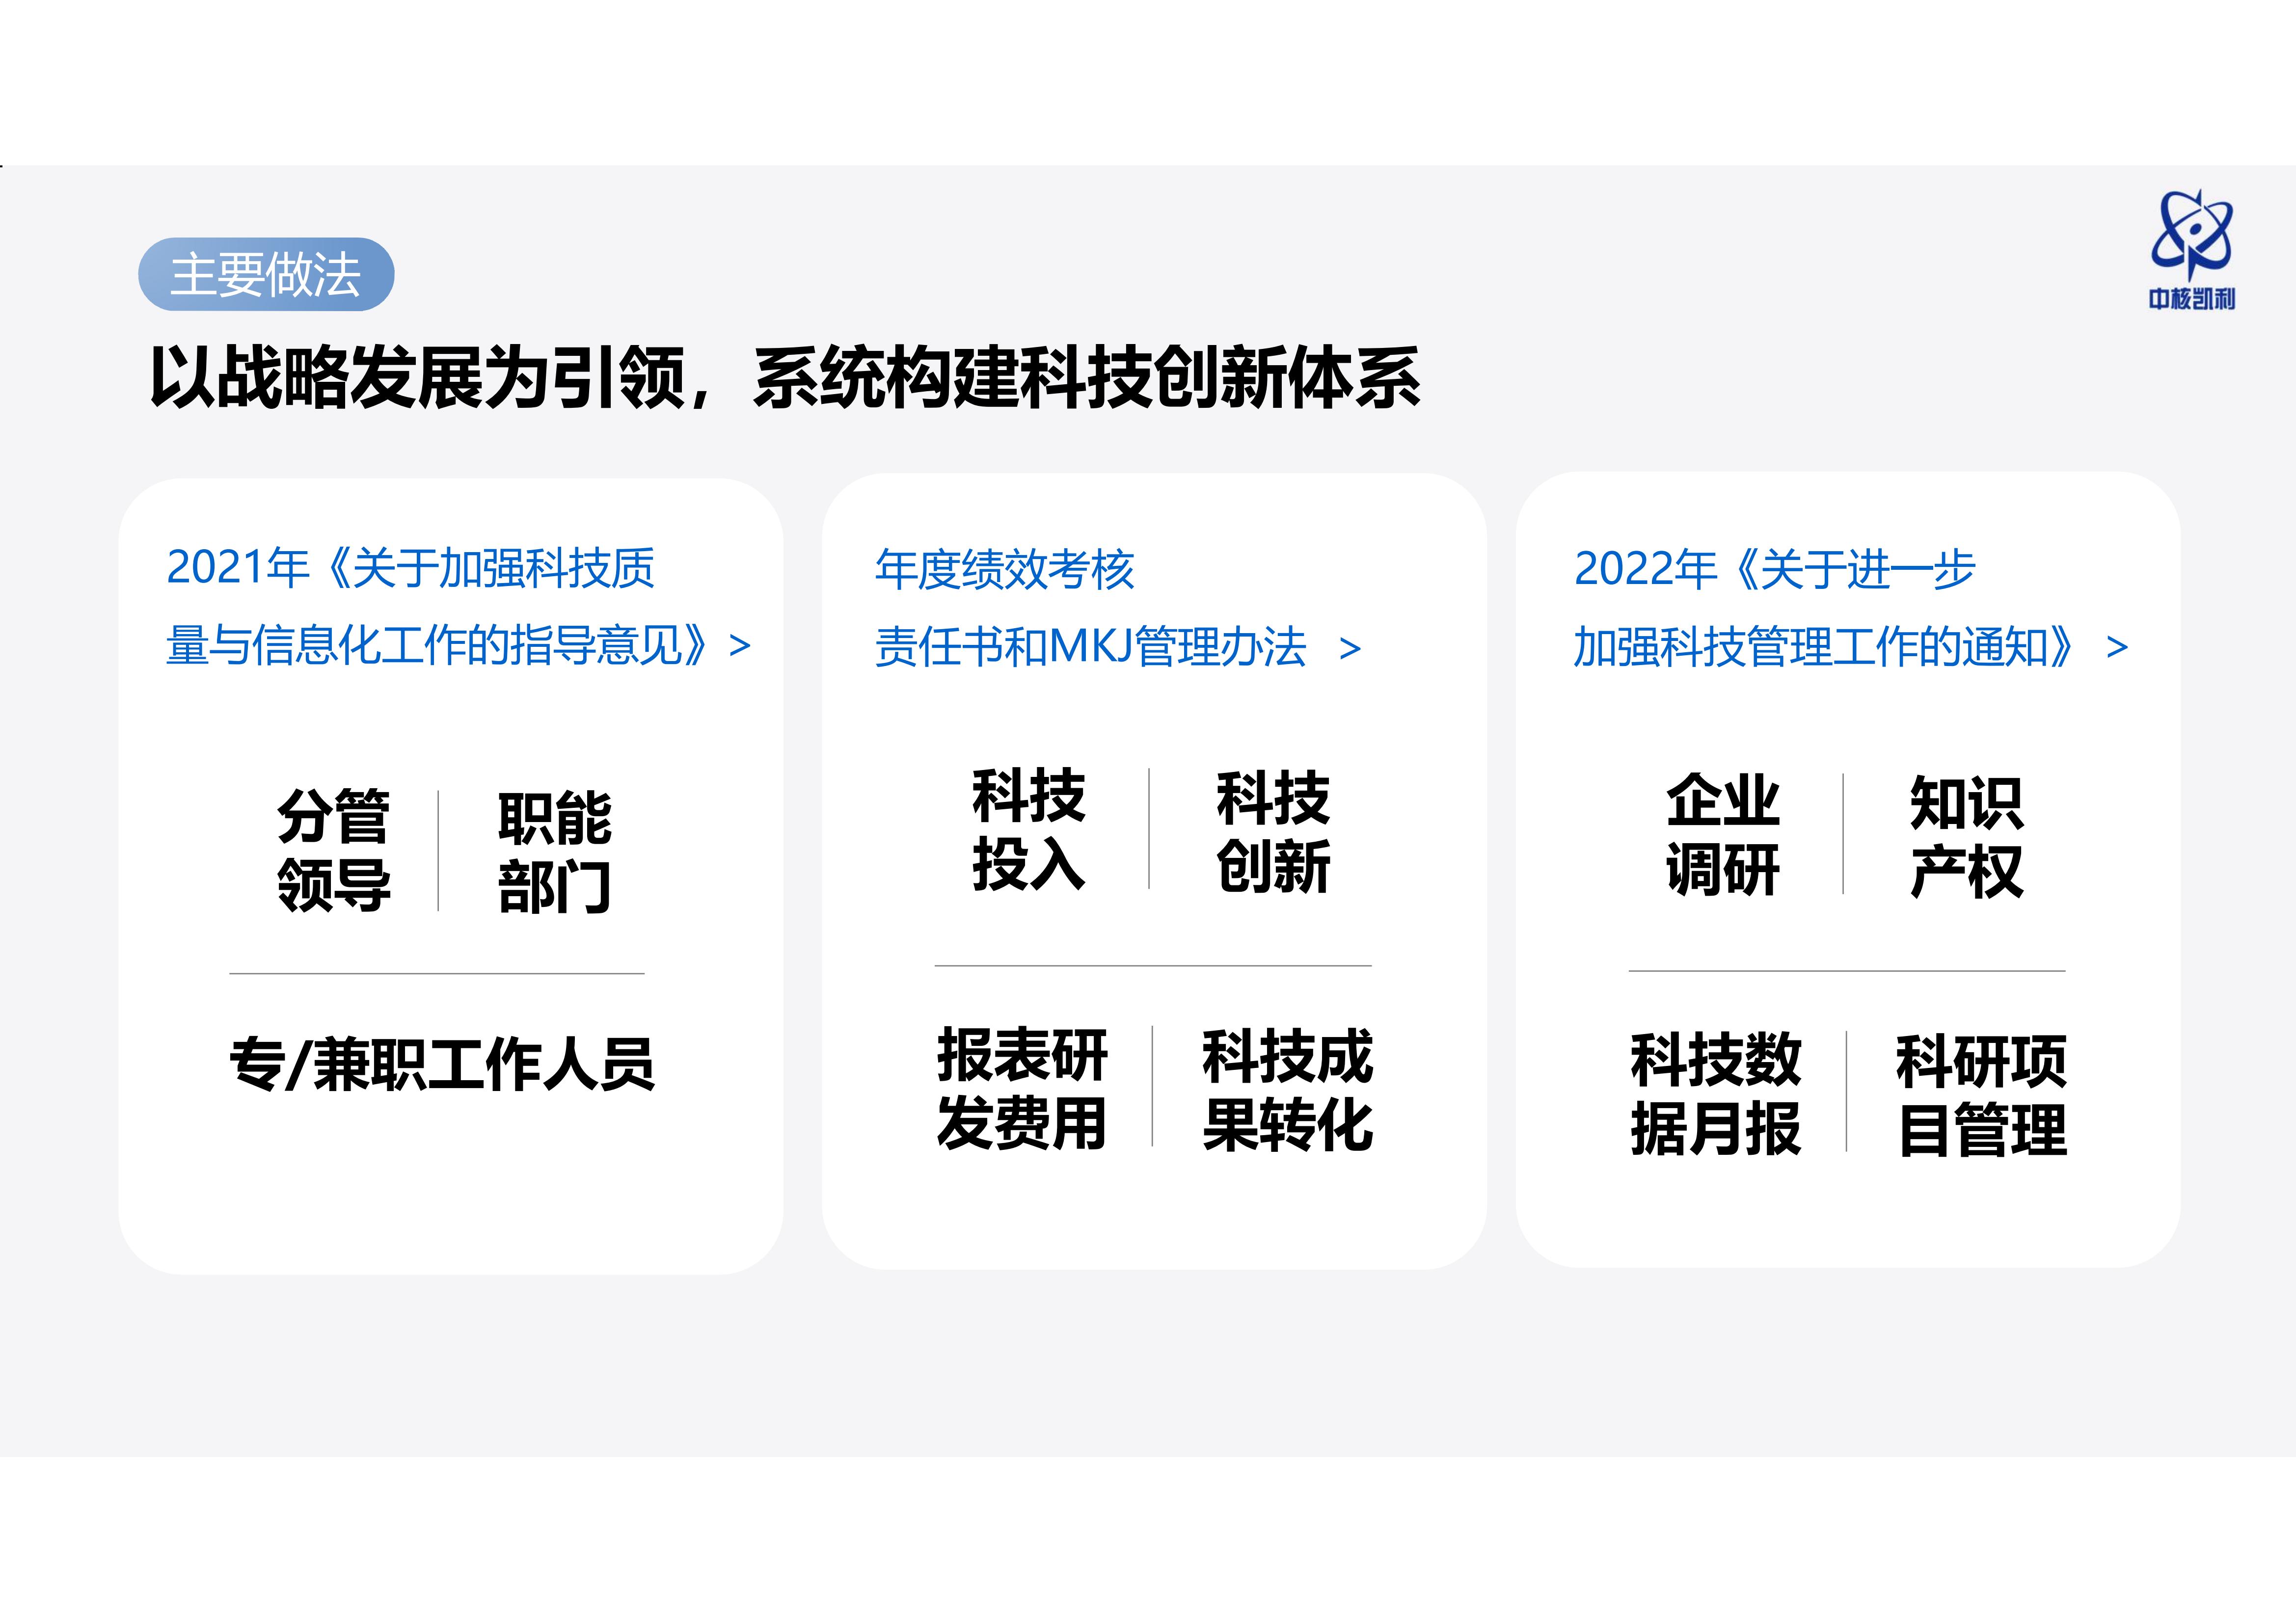 中核凯利
主要做法
以战略发展为引领，系统构建科技创新体系
2021年《关于加强科技质
量与信息化工作的指导意见》 >
分管
领导
职能
部门
专/兼职工作人员
年度绩效考核
责任书和MKJ管理办法 >
科技
投入
科技
创新
报表研
发费用
科技成
果转化
2022年《关于进一步
加强科技管理工作的通知》 >
企业
调研
知识
产权
科技数
据月报
科研项
目管理